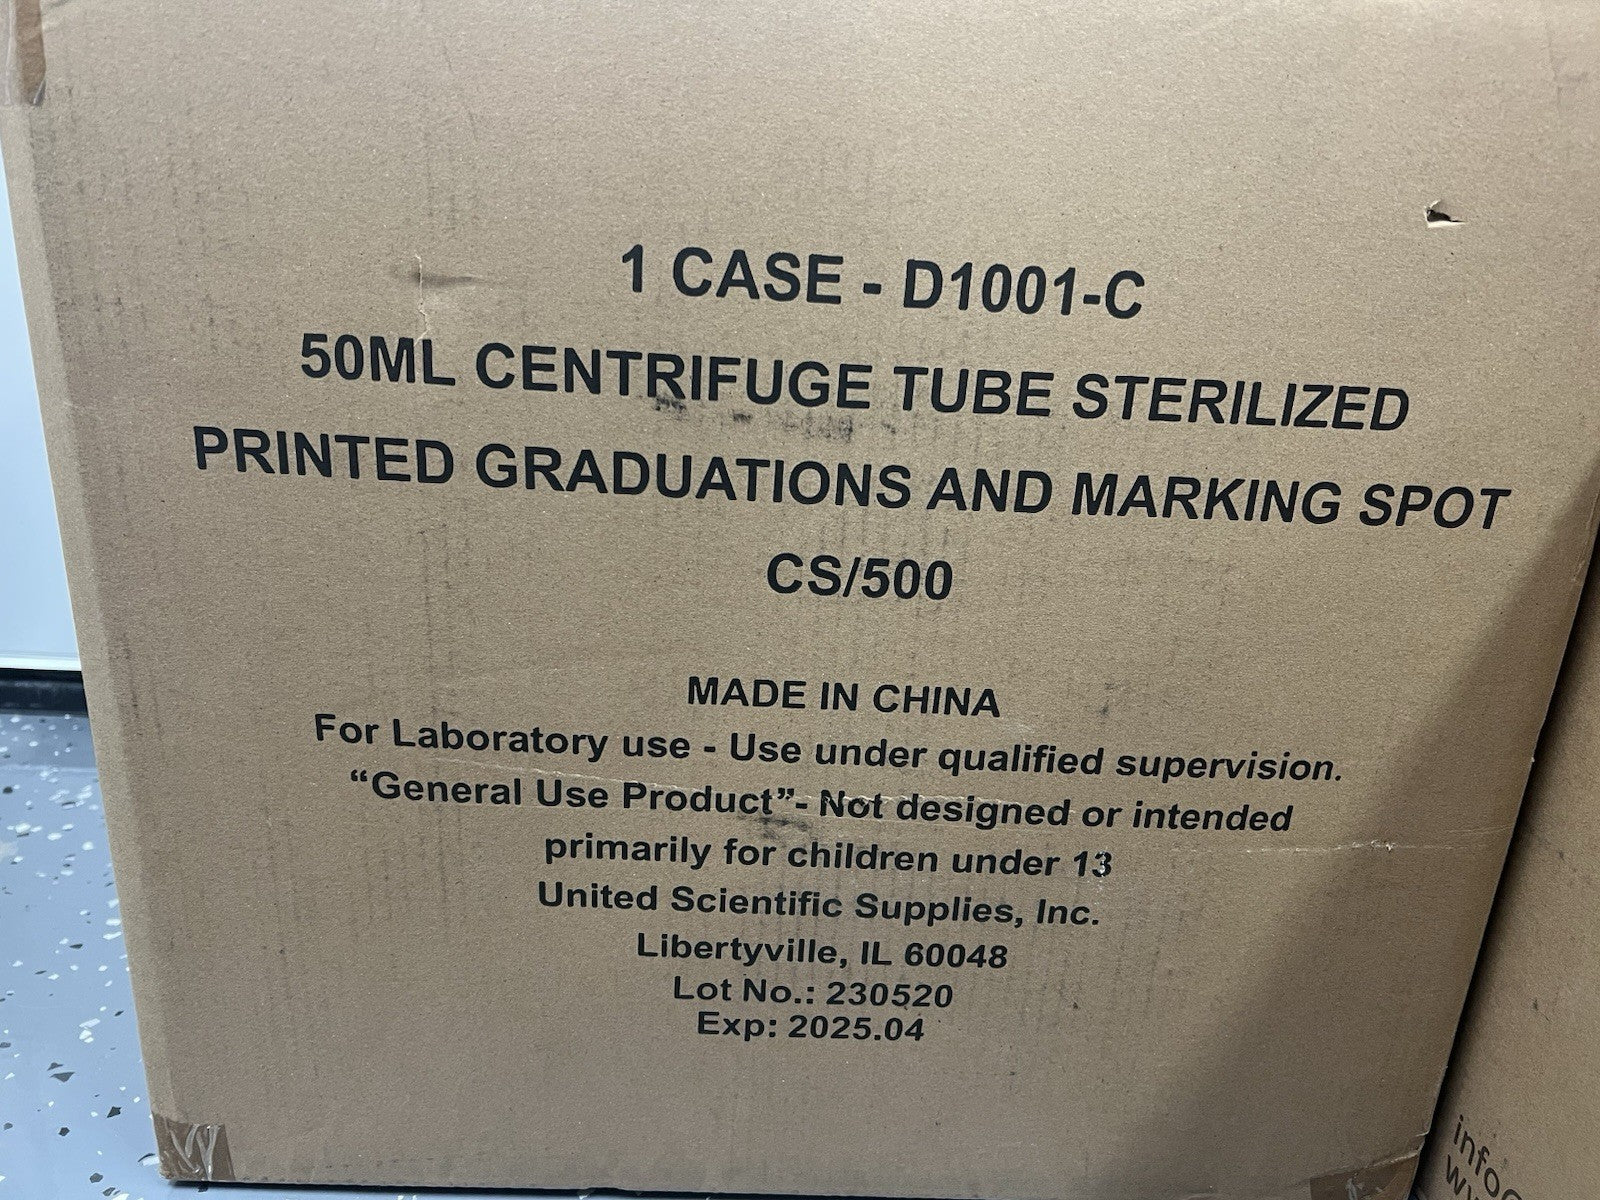 1 CASE - D1001-C
50ML CENTRIFUGE TUBE STERILIZED
PRINTED GRADUATIONS AND MARKING SPOT
CS/500
MADE IN CHINA
For Laboratory use - Use under qualified supervision.
“General Use Product”- Not designed or intended
primarily for children under 13
United Scientific Supplies, Inc.
Libertyville, IL 60048
Lot No.: 230520
Exp: 2025.04